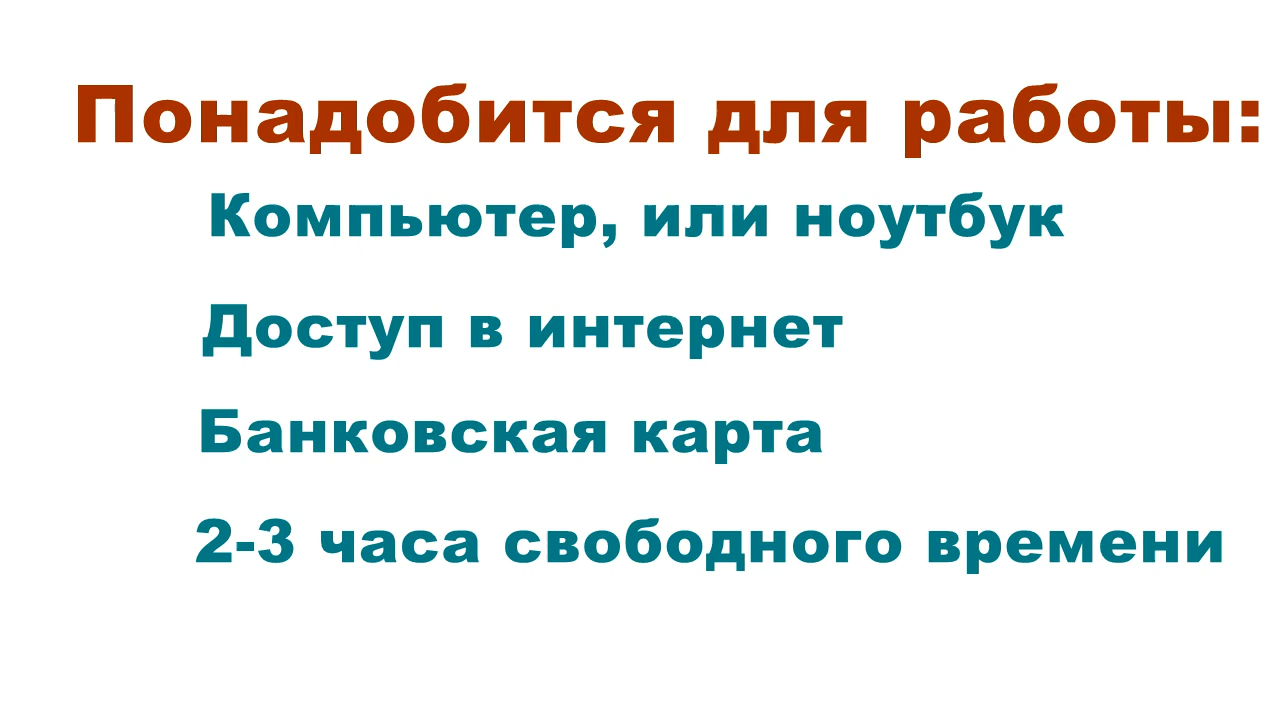 Понадобится для работы:
Компьютер, или ноутбук
Доступ в интернет
Банковская карта
2-3 часа свободного времени